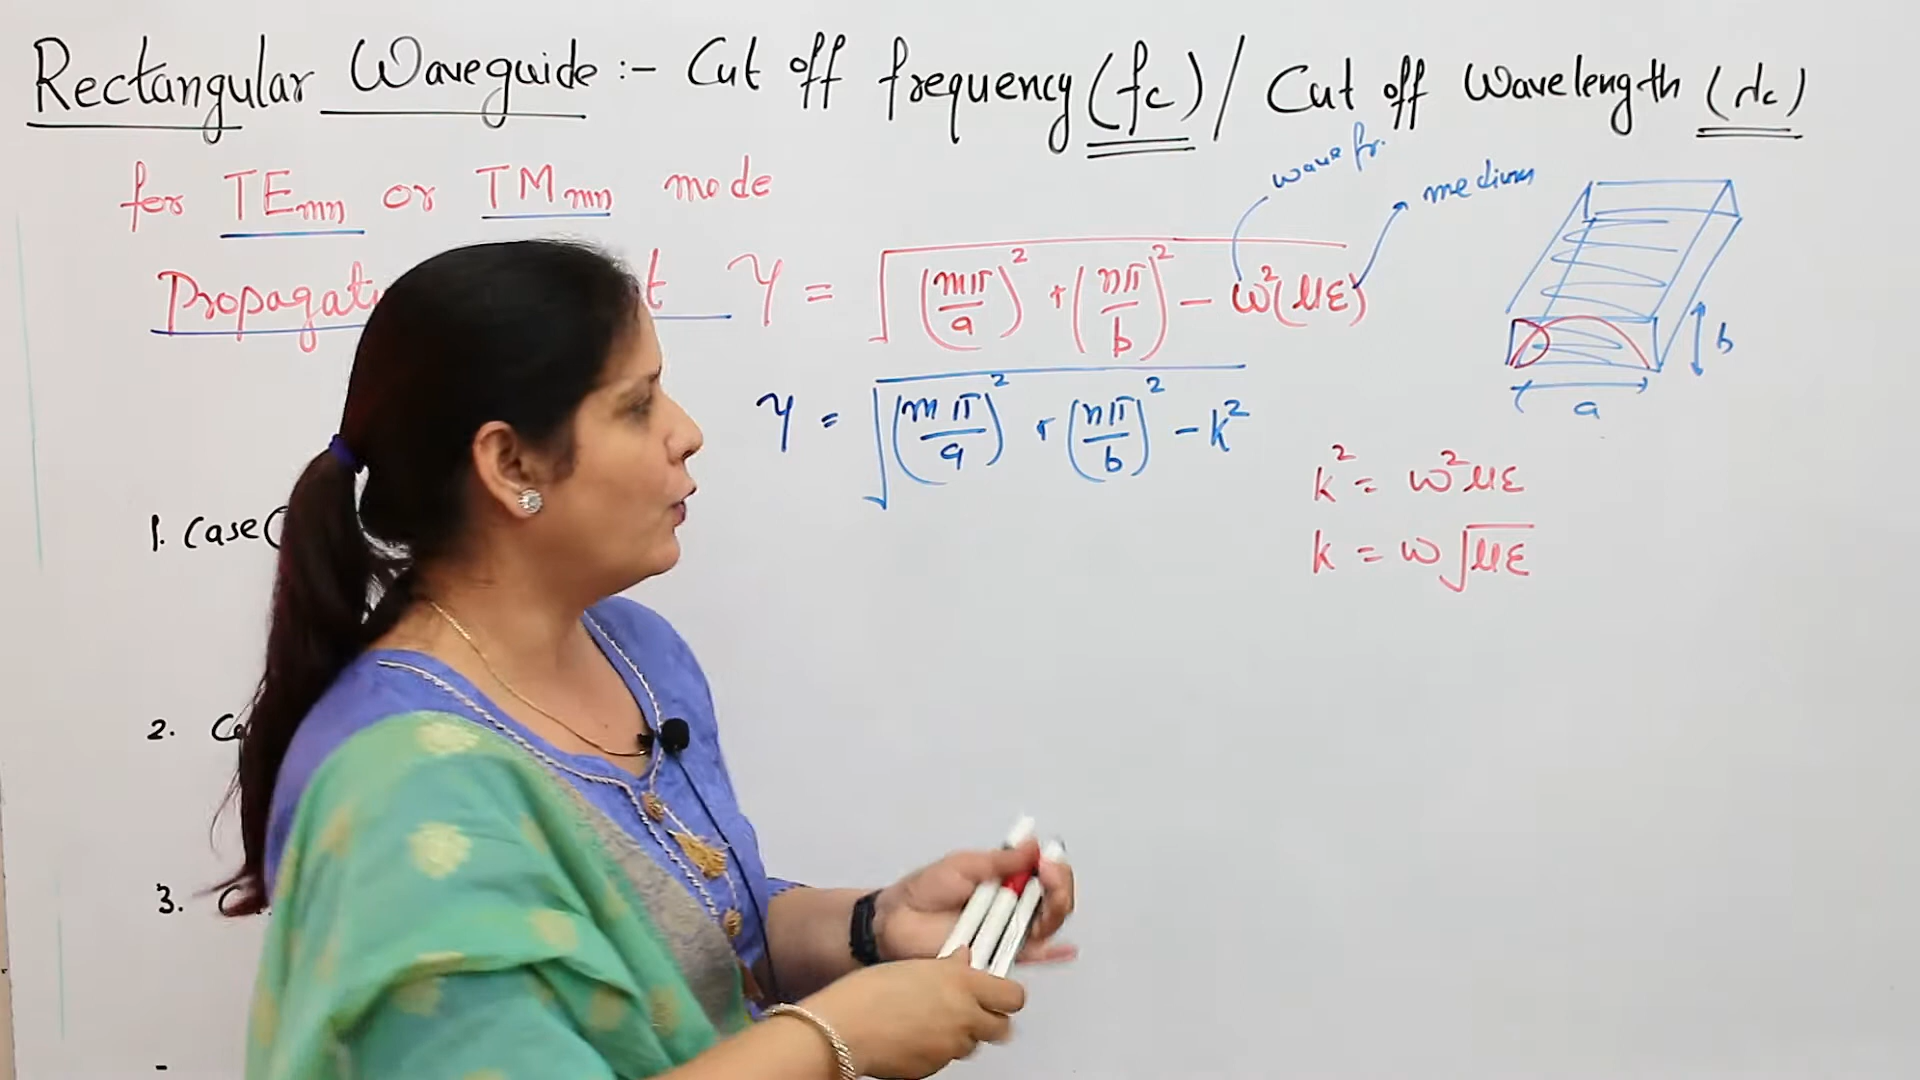 Rectangular Waveguide :- Cut off frequency (fc) / Cut off Wavelength (λc)
for TEmn or TMmn mode
wave fr.
medium
γ = √((mπ/a)² + (nπ/b)² - ω²(με))
b
a
γ = √((mπ/a)² + (nπ/b)² - k²)
k² = ω²με
k = ω√με
1. Case(
2.
3.